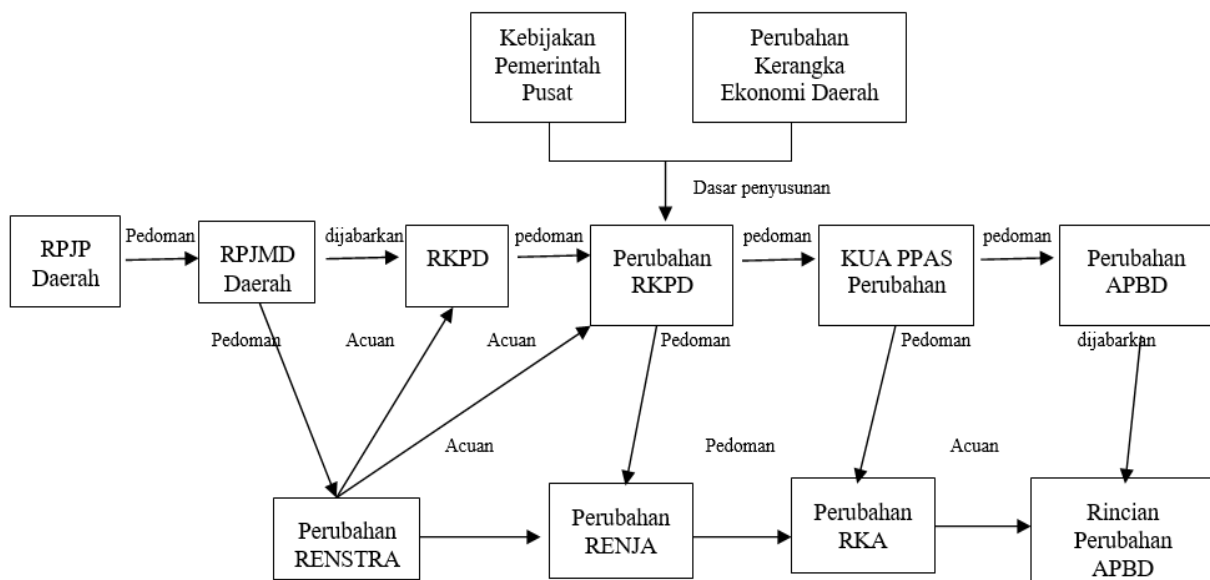 Kebijakan
Pemerintah
Pusat
Perubahan
Kerangka
Ekonomi Daerah
Dasar penyusunan
RPJP
Daerah
Pedoman
RPJMD
Daerah
dijabarkan
RKPD
pedoman
Perubahan
RKPD
pedoman
KUA PPAS
Perubahan
pedoman
Perubahan
APBD
Pedoman
Acuan
Acuan
Pedoman
Pedoman
dijabarkan
Acuan
Pedoman
Acuan
Perubahan
RENSTRA
Perubahan
RENJA
Perubahan
RKA
Rincian
Perubahan
APBD